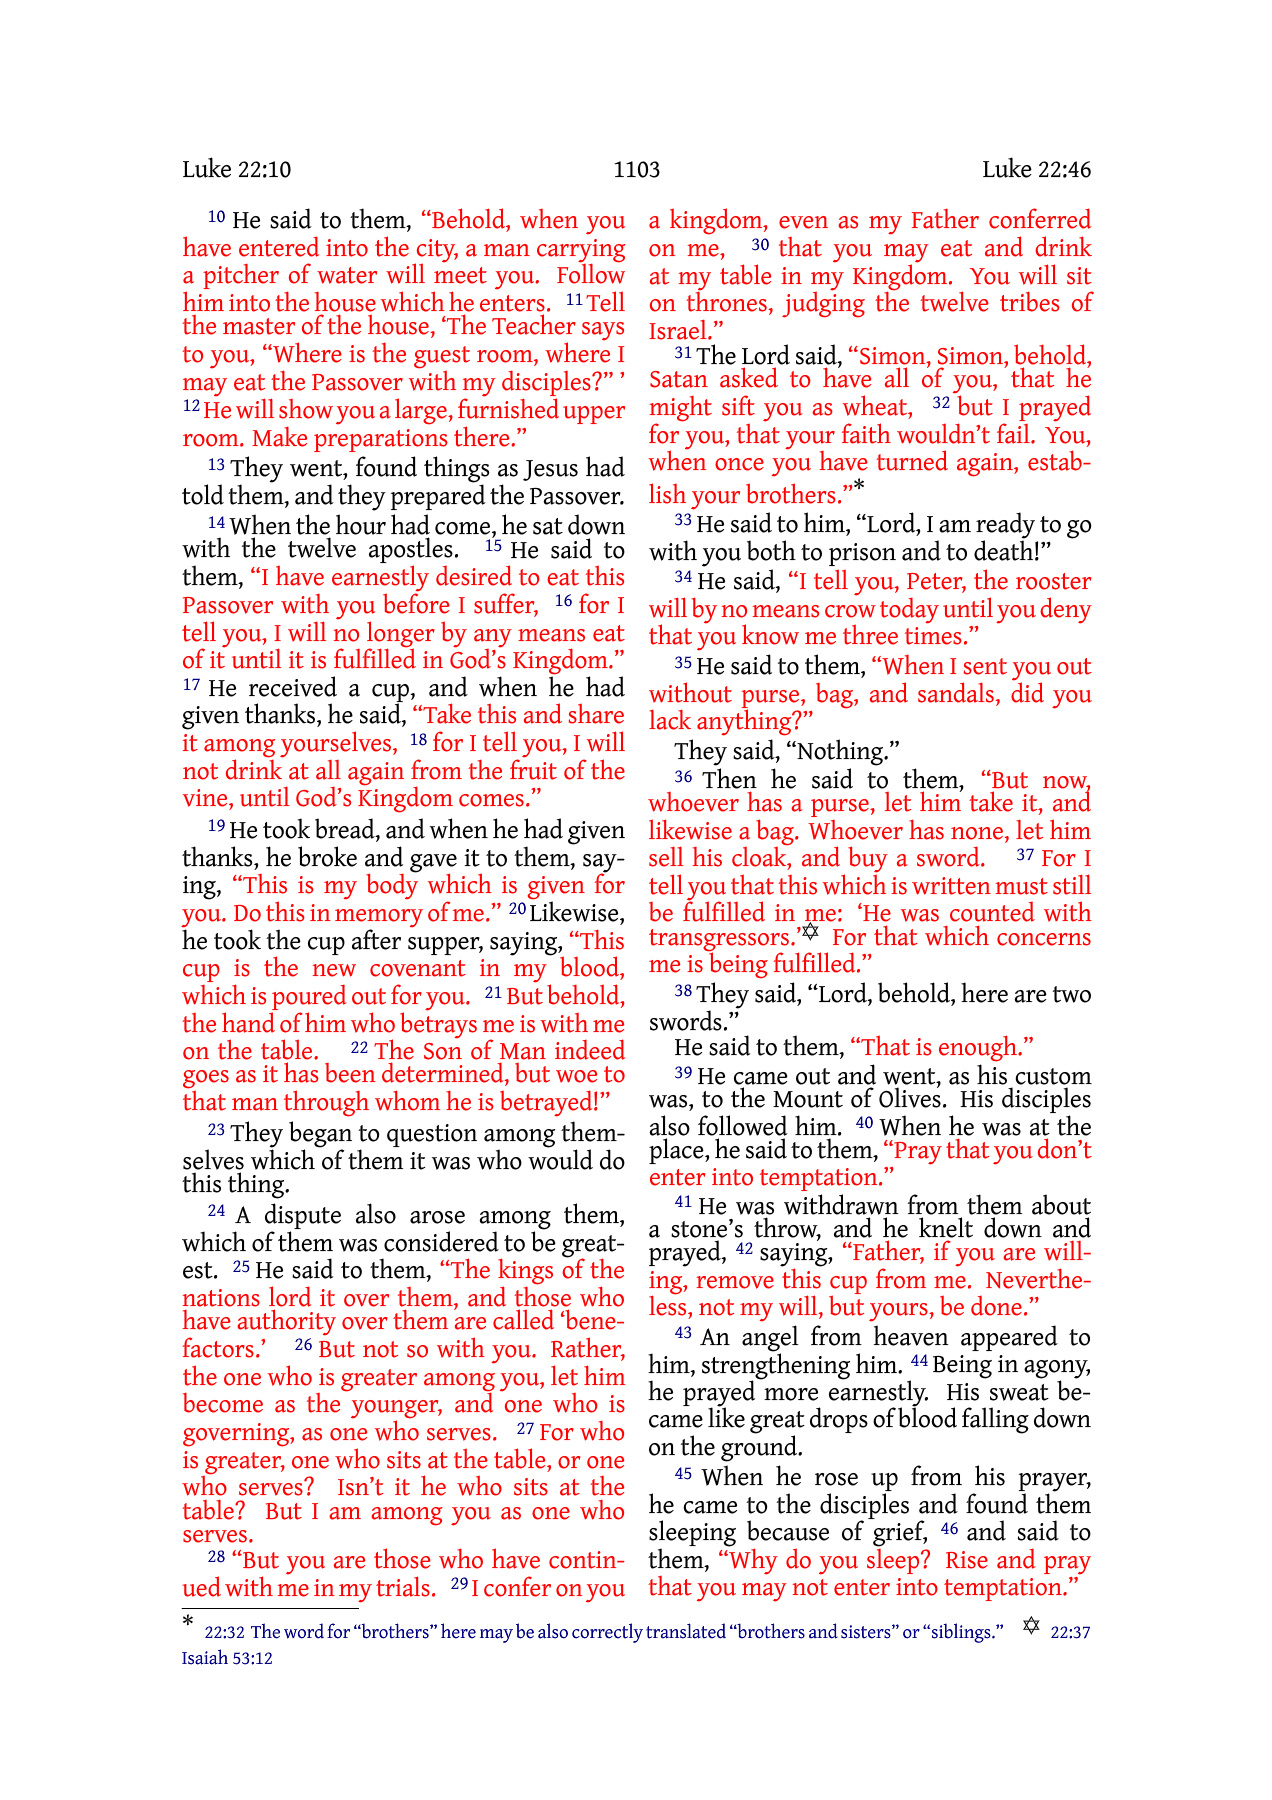 Luke 22:10 1103 Luke 22:46
10 He said to them, “Behold, when you
have entered into the city, a man carrying
a pitcher of water will meet you. Follow
him into the house which he enters. 11 Tell
the master of the house, ‘The Teacher says
to you, “Where is the guest room, where I
may eat the Passover with my disciples?” ’
12 He will show you a large, furnished upper
room. Make preparations there.”
13 They went, found things as Jesus had
told them, and they prepared the Passover.
14 When the hour had come, he sat down
with the twelve apostles. 15 He said to
them, “I have earnestly desired to eat this
Passover with you before I suffer, 16 for I
tell you, I will no longer by any means eat
of it until it is fulfilled in God’s Kingdom.”
17 He received a cup, and when he had
given thanks, he said, “Take this and share
it among yourselves, 18 for I tell you, I will
not drink at all again from the fruit of the
vine, until God’s Kingdom comes.”
19 He took bread, and when he had given
thanks, he broke and gave it to them, say-
ing, “This is my body which is given for
you. Do this in memory of me.” 20 Likewise,
he took the cup after supper, saying, “This
cup is the new covenant in my blood,
which is poured out for you. 21 But behold,
the hand of him who betrays me is with me
on the table. 22 The Son of Man indeed
goes as it has been determined, but woe to
that man through whom he is betrayed!”
23 They began to question among them-
selves which of them it was who would do
this thing.
24 A dispute also arose among them,
which of them was considered to be great-
est. 25 He said to them, “The kings of the
nations lord it over them, and those who
have authority over them are called ‘bene-
factors.’ 26 But not so with you. Rather,
the one who is greater among you, let him
become as the younger, and one who is
governing, as one who serves. 27 For who
is greater, one who sits at the table, or one
who serves? Isn’t it he who sits at the
table? But I am among you as one who
serves.
28 “But you are those who have contin-
ued with me in my trials. 29 I confer on you
a kingdom, even as my Father conferred
on me, 30 that you may eat and drink
at my table in my Kingdom. You will sit
on thrones, judging the twelve tribes of
Israel.”
31 The Lord said, “Simon, Simon, behold,
Satan asked to have all of you, that he
might sift you as wheat, 32 but I prayed
for you, that your faith wouldn’t fail. You,
when once you have turned again, estab-
lish your brothers.”*
33 He said to him, “Lord, I am ready to go
with you both to prison and to death!”
34 He said, “I tell you, Peter, the rooster
will by no means crow today until you deny
that you know me three times.”
35 He said to them, “When I sent you out
without purse, bag, and sandals, did you
lack anything?”
They said, “Nothing.”
36 Then he said to them, “But now,
whoever has a purse, let him take it, and
likewise a bag. Whoever has none, let him
sell his cloak, and buy a sword. 37 For I
tell you that this which is written must still
be fulfilled in me: ‘He was counted with
transgressors.’✡ For that which concerns
me is being fulfilled.”
38 They said, “Lord, behold, here are two
swords.”
He said to them, “That is enough.”
39 He came out and went, as his custom
was, to the Mount of Olives. His disciples
also followed him. 40 When he was at the
place, he said to them, “Pray that you don’t
enter into temptation.”
41 He was withdrawn from them about
a stone’s throw, and he knelt down and
prayed, 42 saying, “Father, if you are will-
ing, remove this cup from me. Neverthe-
less, not my will, but yours, be done.”
43 An angel from heaven appeared to
him, strengthening him. 44 Being in agony,
he prayed more earnestly. His sweat be-
came like great drops of blood falling down
on the ground.
45 When he rose up from his prayer,
he came to the disciples and found them
sleeping because of grief, 46 and said to
them, “Why do you sleep? Rise and pray
that you may not enter into temptation.”
* 22:32 The word for “brothers” here may be also correctly translated “brothers and sisters” or “siblings.” ✡ 22:37
Isaiah 53:12